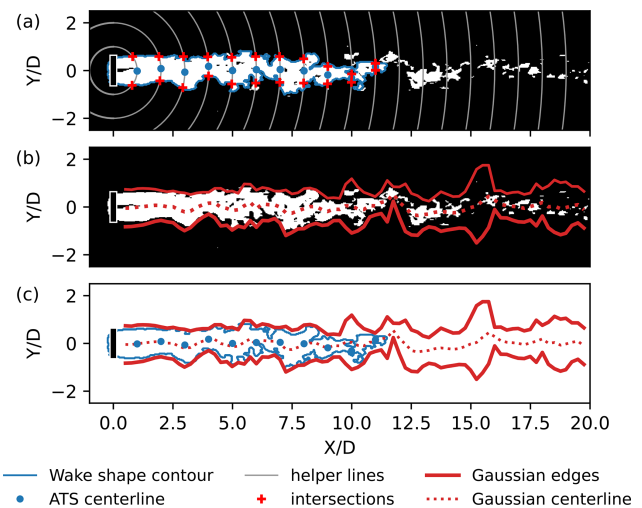 (a)
2
0
−2
Y/D
(b)
2
0
−2
Y/D
(c)
2
0
−2
Y/D
0.0 2.5 5.0 7.5 10.0 12.5 15.0 17.5 20.0
X/D
Wake shape contour helper lines Gaussian edges
ATS centerline intersections Gaussian centerline